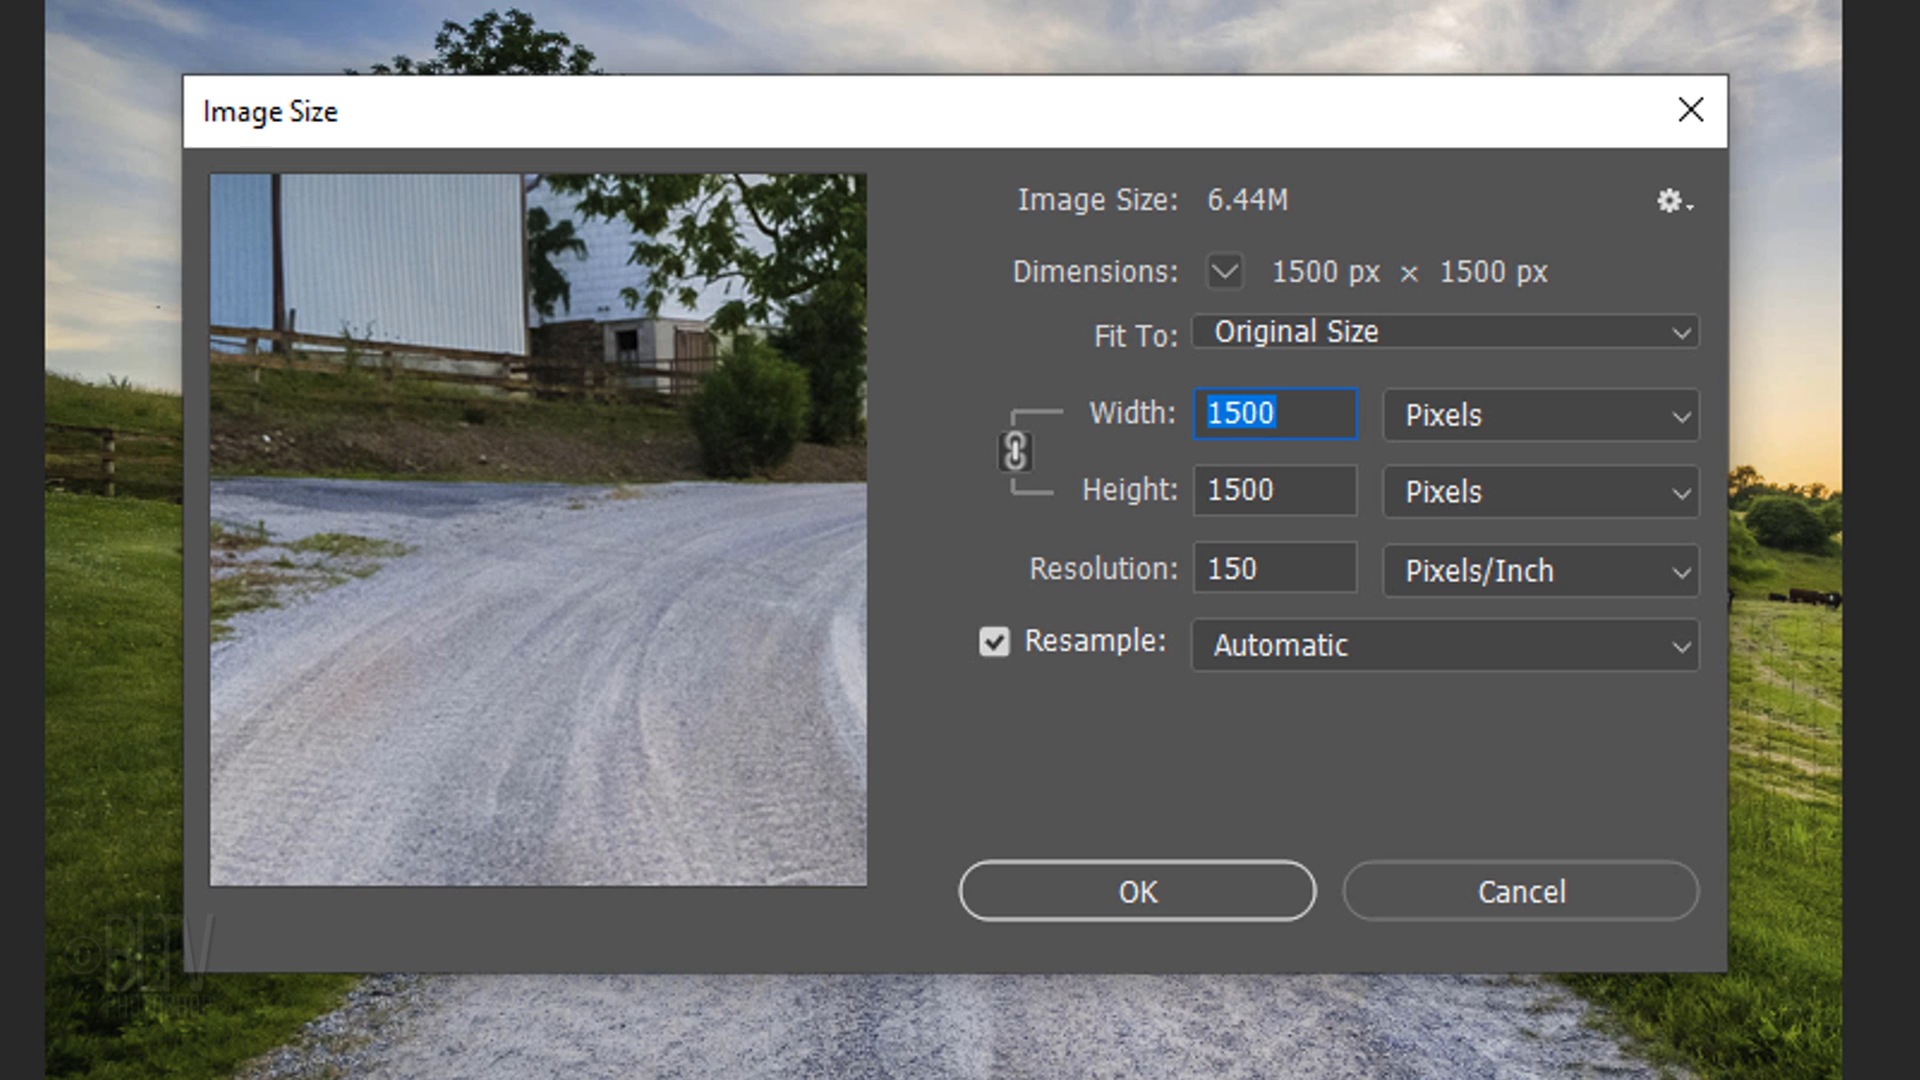 Image Size
Image Size: 6.44M
Dimensions: 1500 px × 1500 px
Fit To: Original Size
Width: 1500 Pixels
Height: 1500 Pixels
Resolution: 150 Pixels/Inch
Resample: Automatic
OK Cancel